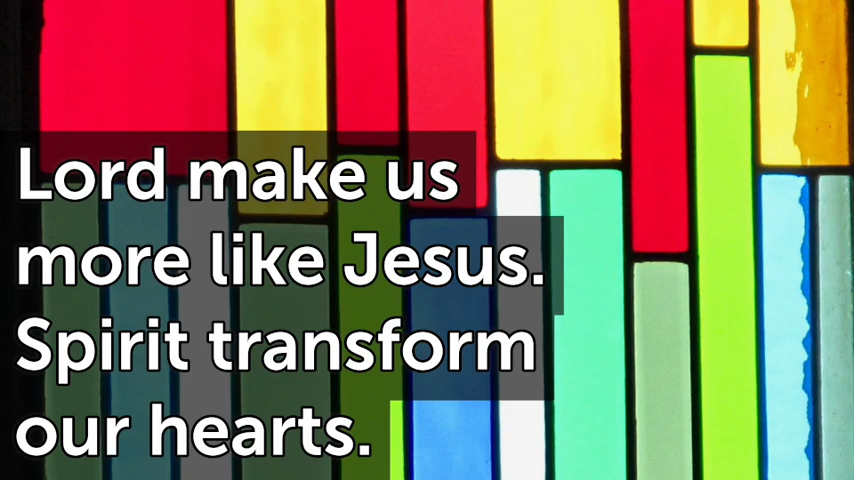 Lord make us
more like Jesus.
Spirit transform
our hearts.